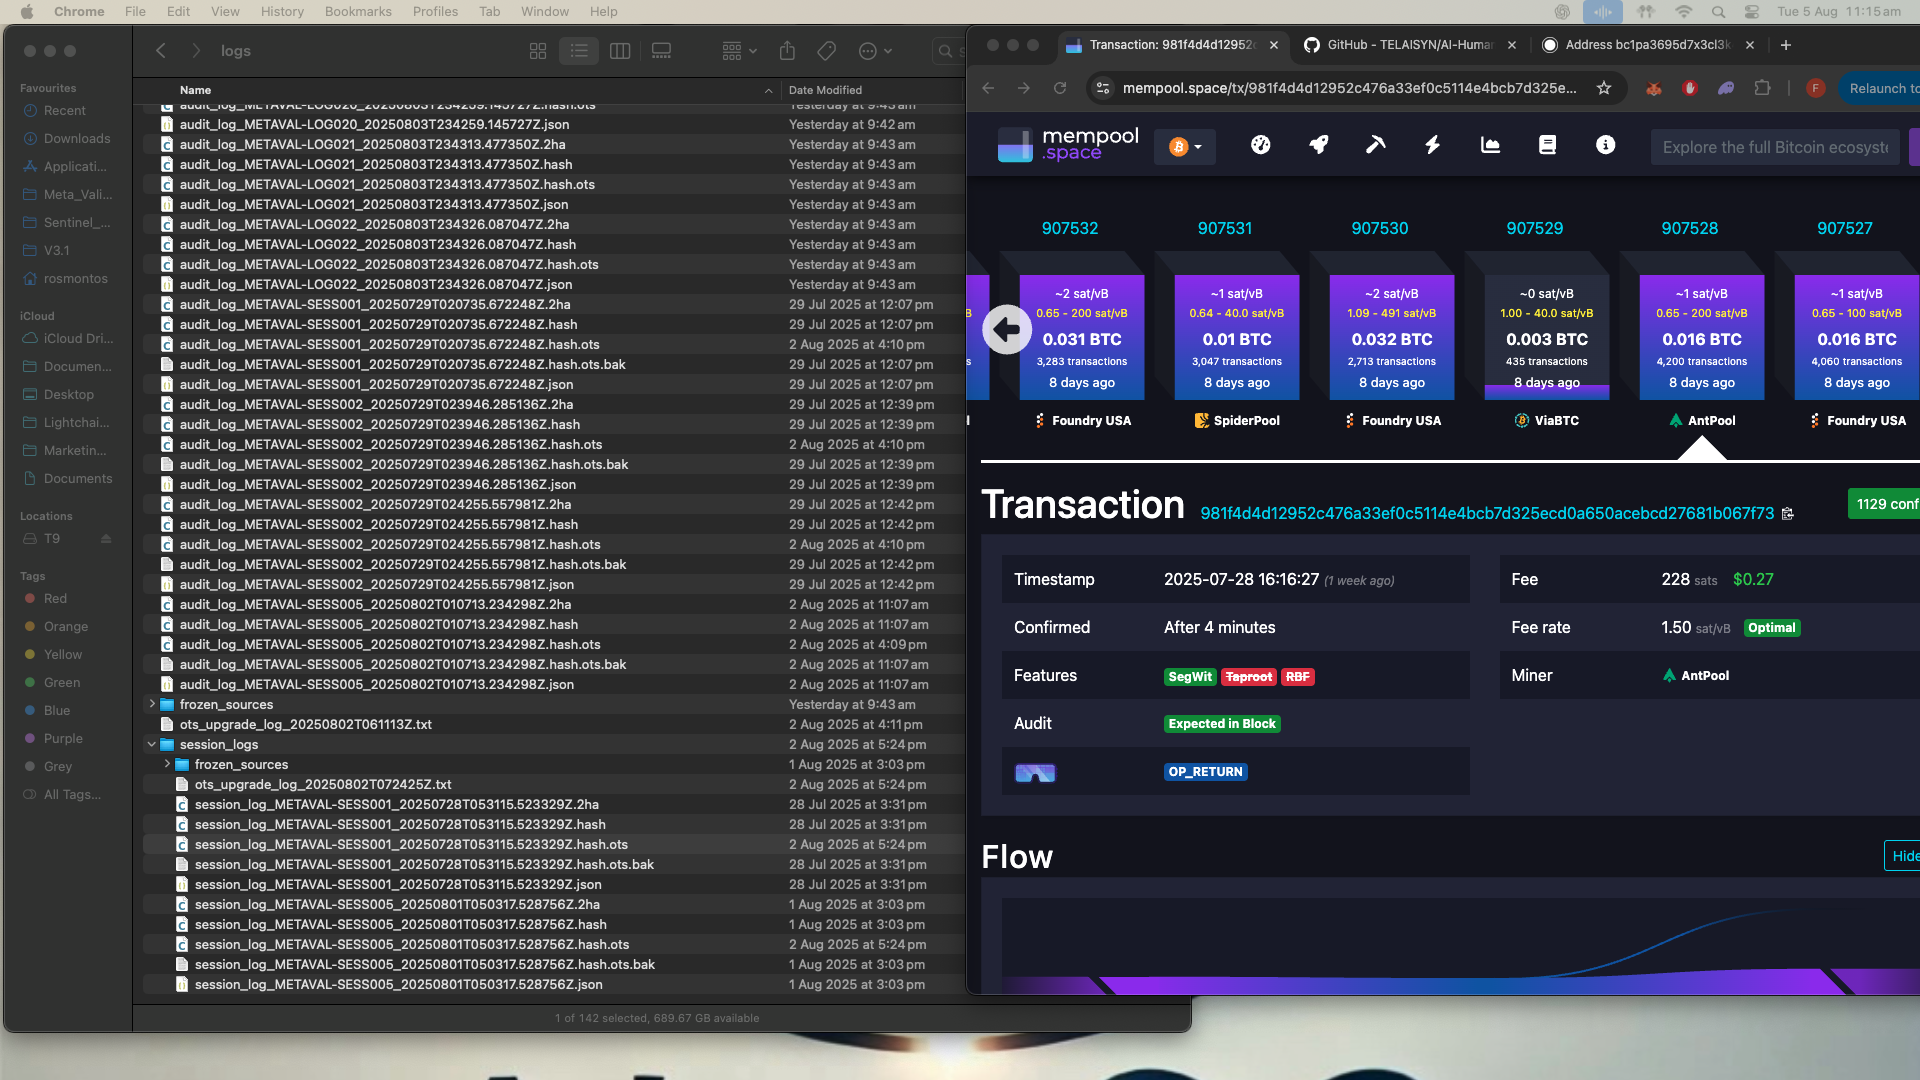 Chrome File Edit View History Bookmarks Profiles Tab Window Help Tue 5 Aug 11:15 am
logs
Favourites
Recent
Downloads
Applicati...
Meta_Vali...
Sentinel_...
V3.1
rosmontos
iCloud
iCloud Dri...
Documen...
Desktop
Lightchai...
Marketin...
Documents
Locations
T9
Tags
Red
Orange
Yellow
Green
Blue
Purple
Grey
All Tags...
Name Date Modified
audit_log_METAVAL-LOG020_20250803T234259.145727Z.hash.ots Yesterday at 9:42 am
audit_log_METAVAL-LOG020_20250803T234259.145727Z.json Yesterday at 9:42 am
audit_log_METAVAL-LOG021_20250803T234313.477350Z.2ha Yesterday at 9:43 am
audit_log_METAVAL-LOG021_20250803T234313.477350Z.hash Yesterday at 9:43 am
audit_log_METAVAL-LOG021_20250803T234313.477350Z.hash.ots Yesterday at 9:43 am
audit_log_METAVAL-LOG021_20250803T234313.477350Z.json Yesterday at 9:43 am
audit_log_METAVAL-LOG022_20250803T234326.087047Z.2ha Yesterday at 9:43 am
audit_log_METAVAL-LOG022_20250803T234326.087047Z.hash Yesterday at 9:43 am
audit_log_METAVAL-LOG022_20250803T234326.087047Z.hash.ots Yesterday at 9:43 am
audit_log_METAVAL-LOG022_20250803T234326.087047Z.json Yesterday at 9:43 am
audit_log_METAVAL-SESS001_20250729T020735.672248Z.2ha 29 Jul 2025 at 12:07 pm
audit_log_METAVAL-SESS001_20250729T020735.672248Z.hash 29 Jul 2025 at 12:07 pm
audit_log_METAVAL-SESS001_20250729T020735.672248Z.hash.ots 2 Aug 2025 at 4:10 pm
audit_log_METAVAL-SESS001_20250729T020735.672248Z.hash.ots.bak 29 Jul 2025 at 12:07 pm
audit_log_METAVAL-SESS001_20250729T020735.672248Z.json 29 Jul 2025 at 12:07 pm
audit_log_METAVAL-SESS002_20250729T023946.285136Z.2ha 29 Jul 2025 at 12:39 pm
audit_log_METAVAL-SESS002_20250729T023946.285136Z.hash 29 Jul 2025 at 12:39 pm
audit_log_METAVAL-SESS002_20250729T023946.285136Z.hash.ots 2 Aug 2025 at 4:10 pm
audit_log_METAVAL-SESS002_20250729T023946.285136Z.hash.ots.bak 29 Jul 2025 at 12:39 pm
audit_log_METAVAL-SESS002_20250729T023946.285136Z.json 29 Jul 2025 at 12:39 pm
audit_log_METAVAL-SESS002_20250729T024255.557981Z.2ha 29 Jul 2025 at 12:42 pm
audit_log_METAVAL-SESS002_20250729T024255.557981Z.hash 29 Jul 2025 at 12:42 pm
audit_log_METAVAL-SESS002_20250729T024255.557981Z.hash.ots 2 Aug 2025 at 4:10 pm
audit_log_METAVAL-SESS002_20250729T024255.557981Z.hash.ots.bak 29 Jul 2025 at 12:42 pm
audit_log_METAVAL-SESS002_20250729T024255.557981Z.json 29 Jul 2025 at 12:42 pm
audit_log_METAVAL-SESS005_20250802T010713.234298Z.2ha 2 Aug 2025 at 11:07 am
audit_log_METAVAL-SESS005_20250802T010713.234298Z.hash 2 Aug 2025 at 11:07 am
audit_log_METAVAL-SESS005_20250802T010713.234298Z.hash.ots 2 Aug 2025 at 4:09 pm
audit_log_METAVAL-SESS005_20250802T010713.234298Z.hash.ots.bak 2 Aug 2025 at 11:07 am
audit_log_METAVAL-SESS005_20250802T010713.234298Z.json 2 Aug 2025 at 11:07 am
frozen_sources Yesterday at 9:43 am
ots_upgrade_log_20250802T061113Z.txt 2 Aug 2025 at 4:11 pm
session_logs 2 Aug 2025 at 5:24 pm
frozen_sources 1 Aug 2025 at 3:03 pm
ots_upgrade_log_20250802T072425Z.txt 2 Aug 2025 at 5:24 pm
session_log_METAVAL-SESS001_20250728T053115.523329Z.2ha 28 Jul 2025 at 3:31 pm
session_log_METAVAL-SESS001_20250728T053115.523329Z.hash 28 Jul 2025 at 3:31 pm
session_log_METAVAL-SESS001_20250728T053115.523329Z.hash.ots 2 Aug 2025 at 5:24 pm
session_log_METAVAL-SESS001_20250728T053115.523329Z.hash.ots.bak 28 Jul 2025 at 3:31 pm
session_log_METAVAL-SESS001_20250728T053115.523329Z.json 28 Jul 2025 at 3:31 pm
session_log_METAVAL-SESS005_20250801T050317.528756Z.2ha 1 Aug 2025 at 3:03 pm
session_log_METAVAL-SESS005_20250801T050317.528756Z.hash 1 Aug 2025 at 3:03 pm
session_log_METAVAL-SESS005_20250801T050317.528756Z.hash.ots 2 Aug 2025 at 5:24 pm
session_log_METAVAL-SESS005_20250801T050317.528756Z.hash.ots.bak 1 Aug 2025 at 3:03 pm
session_log_METAVAL-SESS005_20250801T050317.528756Z.json 1 Aug 2025 at 3:03 pm
1 of 142 selected, 689.67 GB available
Transaction: 981f4d4d12952c GitHub - TELAISYN/AI-Human Address bc1pa3695d7x3cl3k
mempool.space/tx/981f4d4d12952c476a33ef0c5114e4bcb7d325e... F Relaunch to
mempool
.space
Explore the full Bitcoin ecosyste
907532 907531 907530 907529 907528 907527
~2 sat/vB ~1 sat/vB ~2 sat/vB ~0 sat/vB ~1 sat/vB ~1 sat/vB
0.65 - 200 sat/vB 0.64 - 40.0 sat/vB 1.09 - 491 sat/vB 1.00 - 40.0 sat/vB 0.65 - 200 sat/vB 0.65 - 100 sat/vB
0.031 BTC 0.01 BTC 0.032 BTC 0.003 BTC 0.016 BTC 0.016 BTC
3,283 transactions 3,047 transactions 2,713 transactions 435 transactions 4,200 transactions 4,060 transactions
8 days ago 8 days ago 8 days ago 8 days ago 8 days ago 8 days ago
Foundry USA SpiderPool Foundry USA ViaBTC AntPool Foundry USA
Transaction 981f4d4d12952c476a33ef0c5114e4bcb7d325ecd0a650acebcd27681b067f73 1129 conf
Timestamp 2025-07-28 16:16:27 (1 week ago)
Confirmed After 4 minutes
Features SegWit Taproot RBF
Audit Expected in Block
OP_RETURN
Fee 228 sats $0.27
Fee rate 1.50 sat/vB Optimal
Miner AntPool
Flow Hide